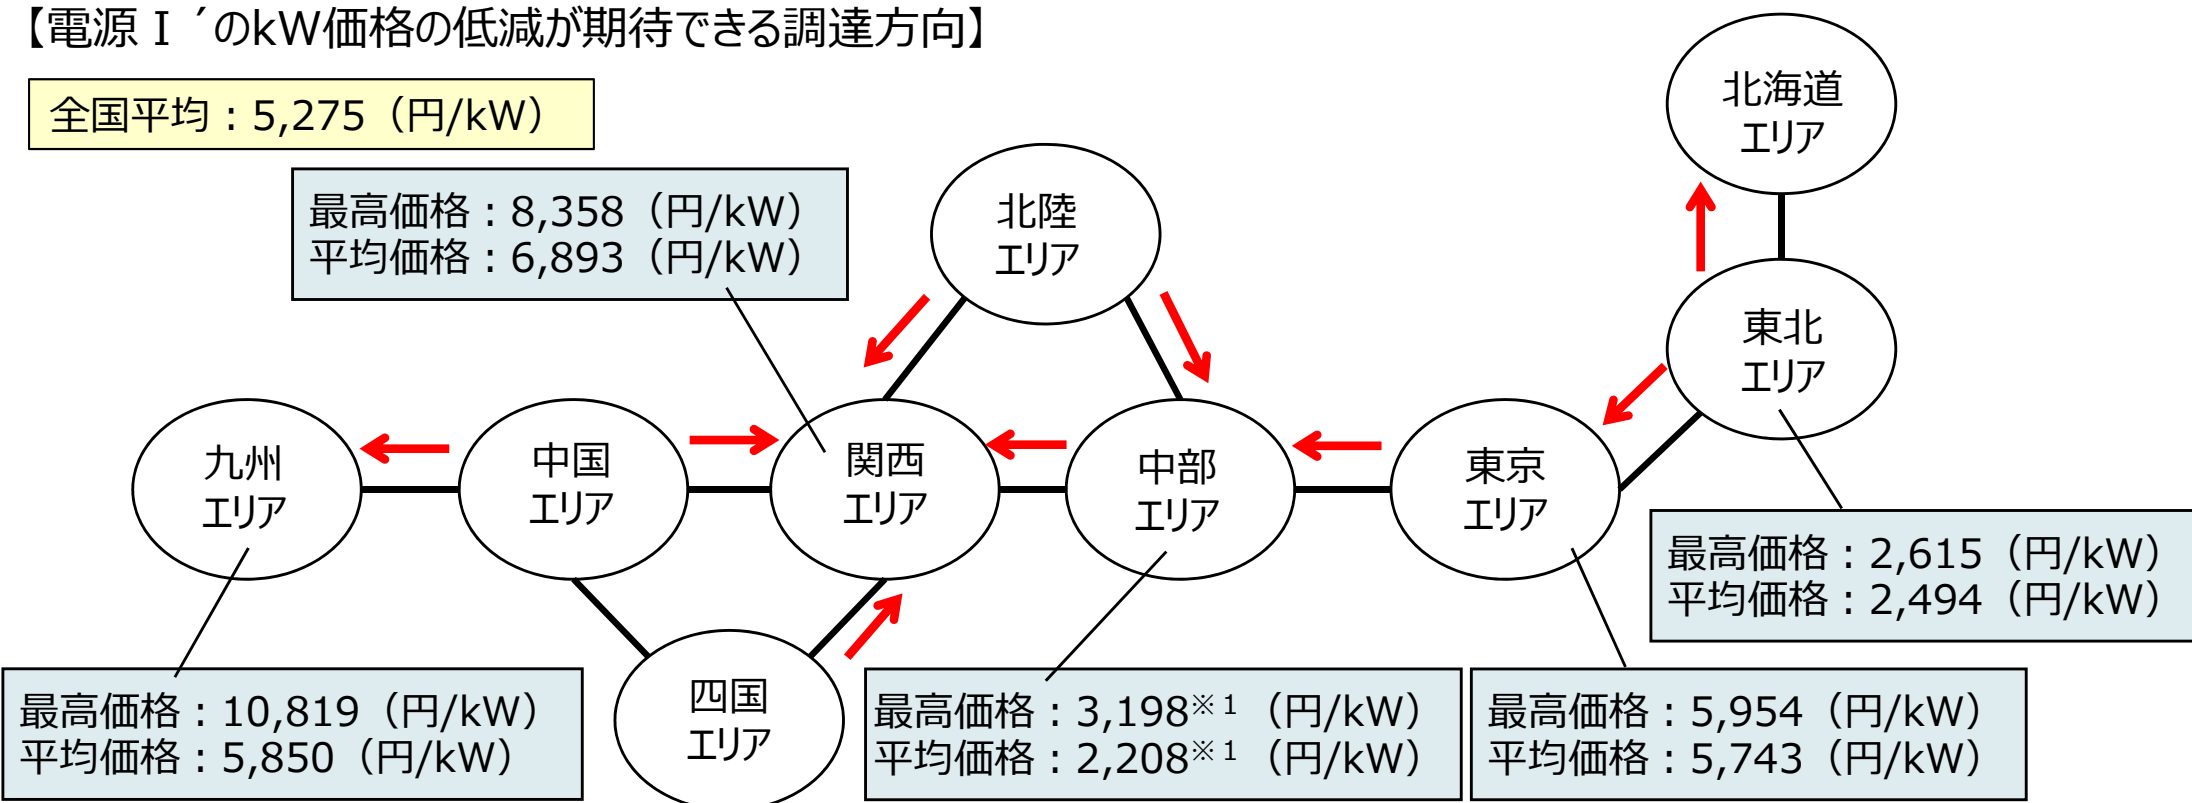 【電源Ⅰ´のkW価格の低減が期待できる調達方向】
全国平均：5,275（円/kW）
北海道
エリア
最高価格：8,358（円/kW）
平均価格：6,893（円/kW）
北陸
エリア
東北
エリア
九州
エリア
中国
エリア
関西
エリア
中部
エリア
東京
エリア
最高価格：2,615（円/kW）
平均価格：2,494（円/kW）
最高価格：10,819（円/kW）
平均価格：5,850（円/kW）
四国
エリア
最高価格：3,198※1（円/kW）
平均価格：2,208※1（円/kW）
最高価格：5,954（円/kW）
平均価格：5,743（円/kW）